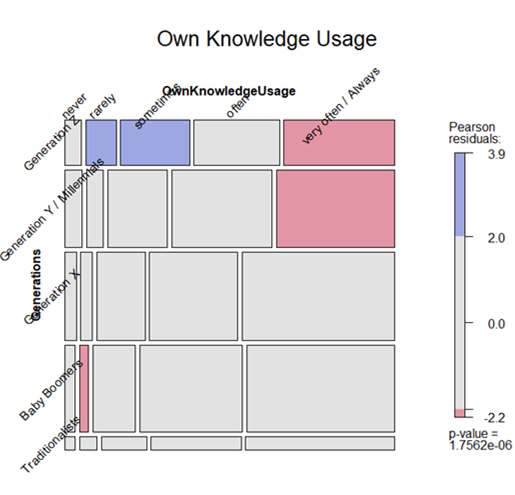 Own Knowledge Usage
OwnKnowledgeUsage
never
rarely
sometimes
often
very often / Always
Generations
Generation Z
Generation Y / Millennials
Generation X
Baby Boomers
Traditionalists
Pearson
residuals:
3.9
2.0
0.0
-2.2
p-value =
1.7562e-06